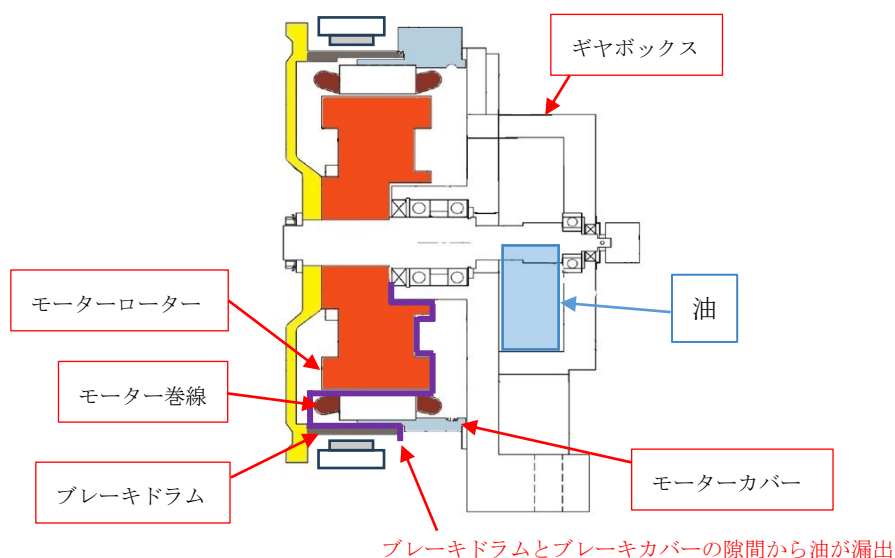 ギヤボックス
モーターローター
油
モーター巻線
ブレーキドラム
モーターカバー
ブレーキドラムとブレーキカバーの隙間から油が漏出